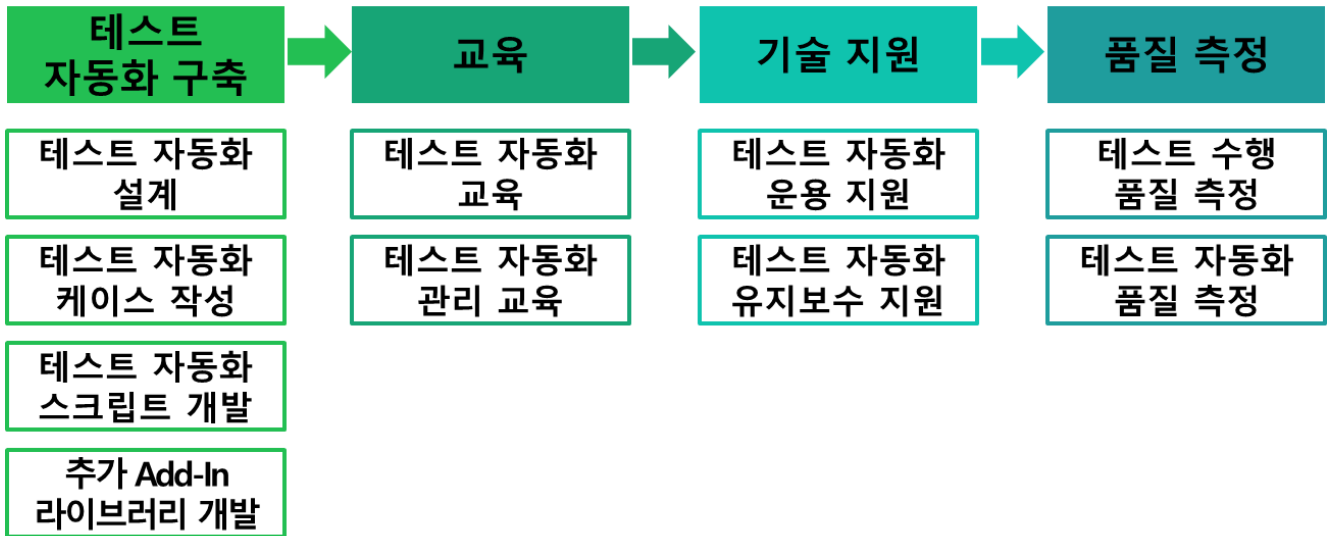 테스트
자동화 구축
교육
기술 지원
품질 측정
테스트 자동화
설계
테스트 자동화
교육
테스트 자동화
운용 지원
테스트 수행
품질 측정
테스트 자동화
케이스 작성
테스트 자동화
관리 교육
테스트 자동화
유지보수 지원
테스트 자동화
품질 측정
테스트 자동화
스크립트 개발
추가 Add-In
라이브러리 개발